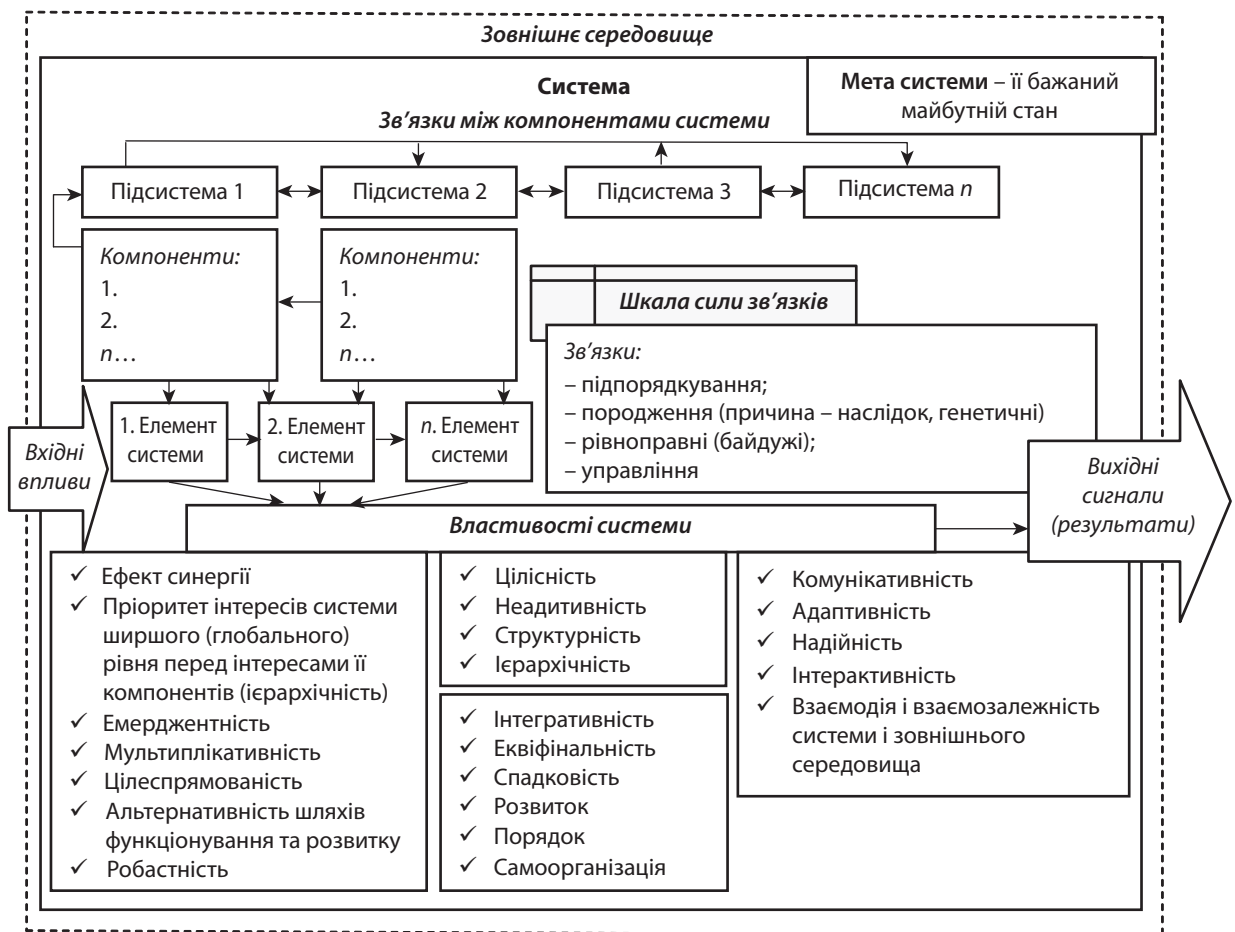 Зовнішнє середовище
Система
Мета системи – її бажаний
майбутній стан
Зв'язки між компонентами системи
Підсистема 1
Підсистема 2
Підсистема 3
Підсистема n
Компоненти:
1.
2.
n…
Компоненти:
1.
2.
n…
Шкала сили зв'язків
Зв'язки:
– підпорядкування;
– породження (причина – наслідок, генетичні)
– рівноправні (байдужі);
– управління
Вхідні
впливи
1. Елемент
системи
2. Елемент
системи
n. Елемент
системи
Вихідні
сигнали
(результати)
Властивості системи
✓ Ефект синергії
✓ Пріоритет інтересів системи
ширшого (глобального)
рівня перед інтересами її
компонентів (ієрархічність)
✓ Емерджентність
✓ Мультиплікативність
✓ Цілеспрямованість
✓ Альтернативність шляхів
функціонування та розвитку
✓ Робастність
✓ Цілісність
✓ Неадитивність
✓ Структурність
✓ Ієрархічність
✓ Інтегративність
✓ Еквіфінальність
✓ Спадковість
✓ Розвиток
✓ Порядок
✓ Самоорганізація
✓ Комунікативність
✓ Адаптивність
✓ Надійність
✓ Інтерактивність
✓ Взаємодія і взаємозалежність
системи і зовнішнього
середовища